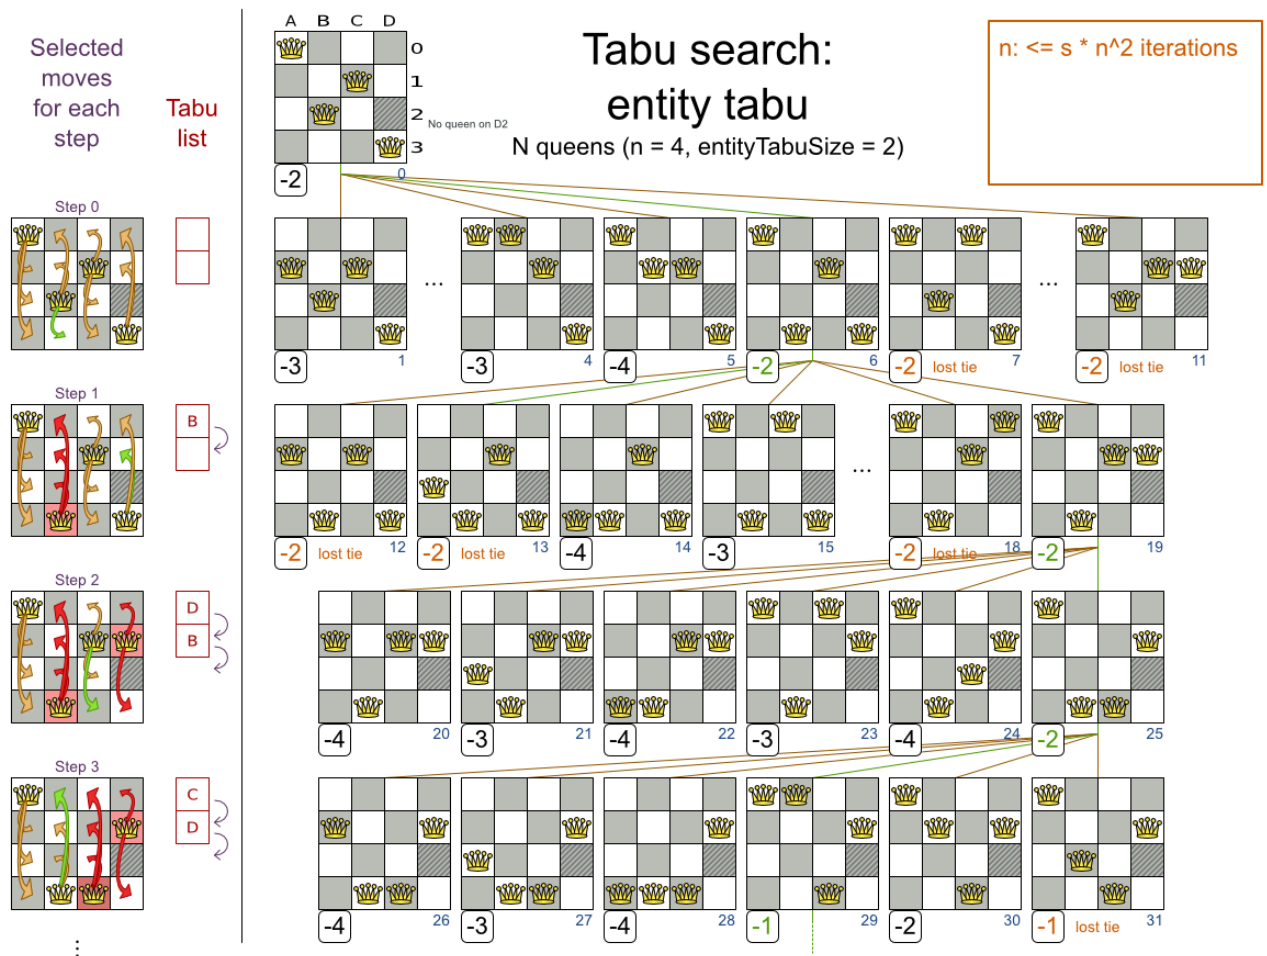 Selected
moves
for each
step
Tabu
list
A B C D
0
1
2
3
No queen on D2
-2
0
Tabu search:
entity tabu
N queens (n = 4, entityTabuSize = 2)
n: <= s * n^2 iterations
Step 0
...
...
-3 1
-3 4
-4 5
-2 6
-2 lost tie 7
-2 lost tie 11
Step 1
B
...
-2 lost tie 12
-2 lost tie 13
-4 14
-3 15
-2 lost tie 18
-2 19
Step 2
D
B
-4 20
-3 21
-4 22
-3 23
-4 24
-2 25
Step 3
C
D
-4 26
-3 27
-4 28
-1 29
-2 30
-1 lost tie 31
...